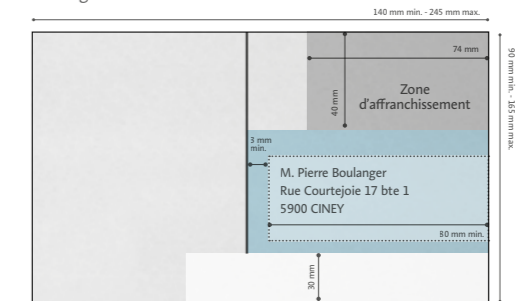 140 mm min. - 245 mm max.
74 mm
90 mm min. - 165 mm max.
40 mm
Zone
d'affranchissement
3 mm
min.
M. Pierre Boulanger
Rue Courtejoie 17 bte 1
5900 CINEY
80 mm min.
30 mm